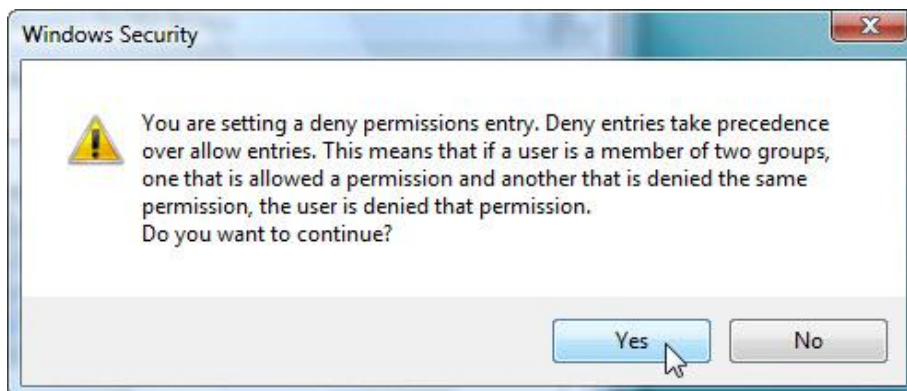 Windows Security
You are setting a deny permissions entry. Deny entries take precedence
over allow entries. This means that if a user is a member of two groups,
one that is allowed a permission and another that is denied the same
permission, the user is denied that permission.
Do you want to continue?
Yes
No